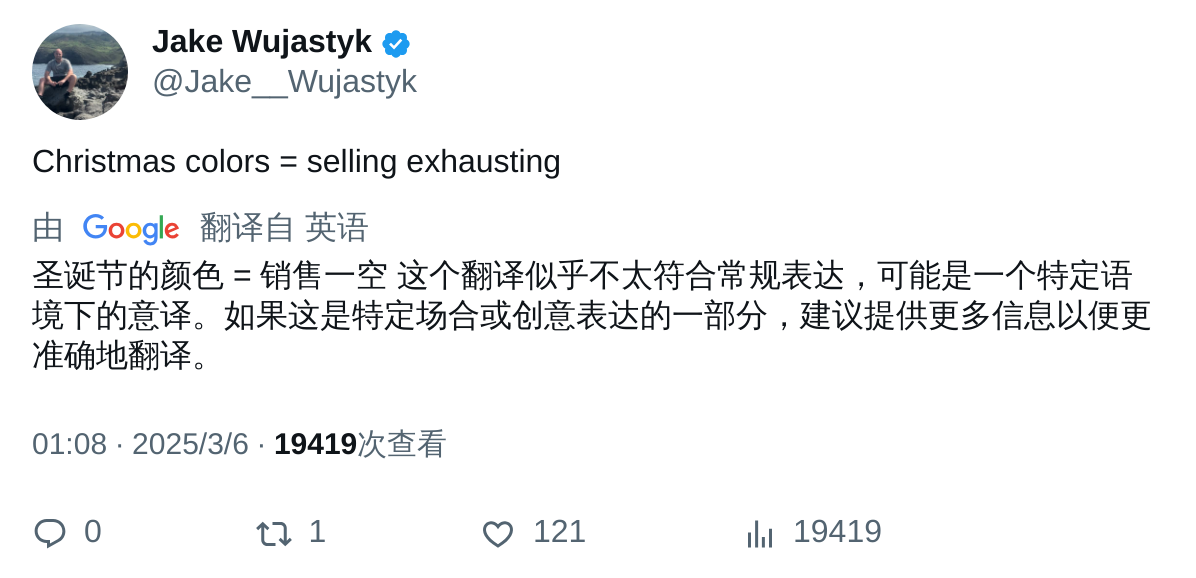 Jake Wujastyk
@Jake__Wujastyk
Christmas colors = selling exhausting
由 Google 翻译自 英语
圣诞节的颜色 = 销售一空 这个翻译似乎不太符合常规表达，可能是一个特定语
境下的意译。如果这是特定场合或创意表达的一部分，建议提供更多信息以便更
准确地翻译。
01:08 · 2025/3/6 · 19419次查看
0 1 121 19419